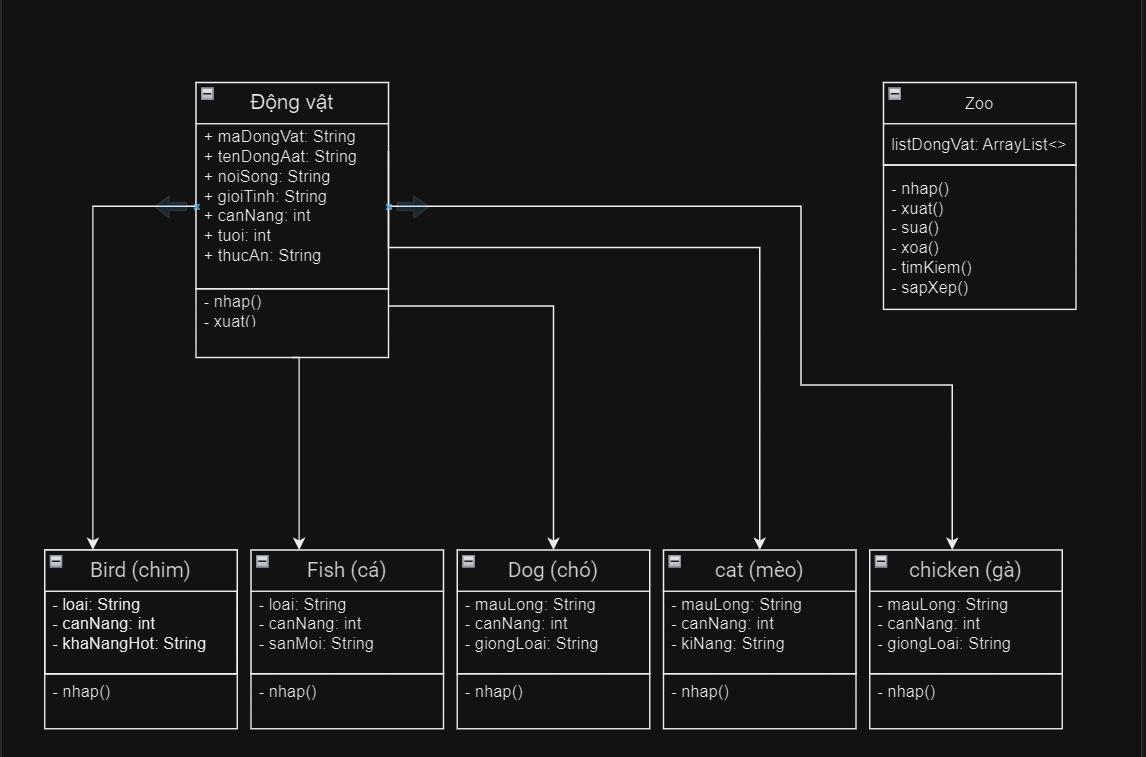 Động vật
+ maDongVat: String
+ tenDongAat: String
+ noiSong: String
+ gioiTinh: String
+ canNang: int
+ tuoi: int
+ thucAn: String
- nhap()
- xuat()
Zoo
listDongVat: ArrayList<>
- nhap()
- xuat()
- sua()
- xoa()
- timKiem()
- sapXep()
Bird (chim)
- loai: String
- canNang: int
- khaNangHot: String
- nhap()
Fish (cá)
- loai: String
- canNang: int
- sanMoi: String
- nhap()
Dog (chó)
- mauLong: String
- canNang: int
- giongLoai: String
- nhap()
cat (mèo)
- mauLong: String
- canNang: int
- kiNang: String
- nhap()
chicken (gà)
- mauLong: String
- canNang: int
- giongLoai: String
- nhap()